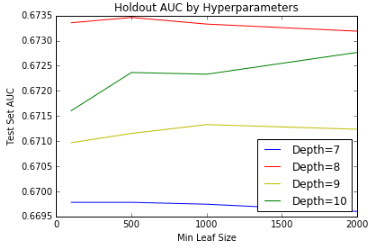 Holdout AUC by Hyperparameters
0.6735
0.6730
0.6725
0.6720
0.6715
0.6710
0.6705
0.6700
0.6695
Test Set AUC
Depth=7
Depth=8
Depth=9
Depth=10
0 500 1000 1500 2000
Min Leaf Size